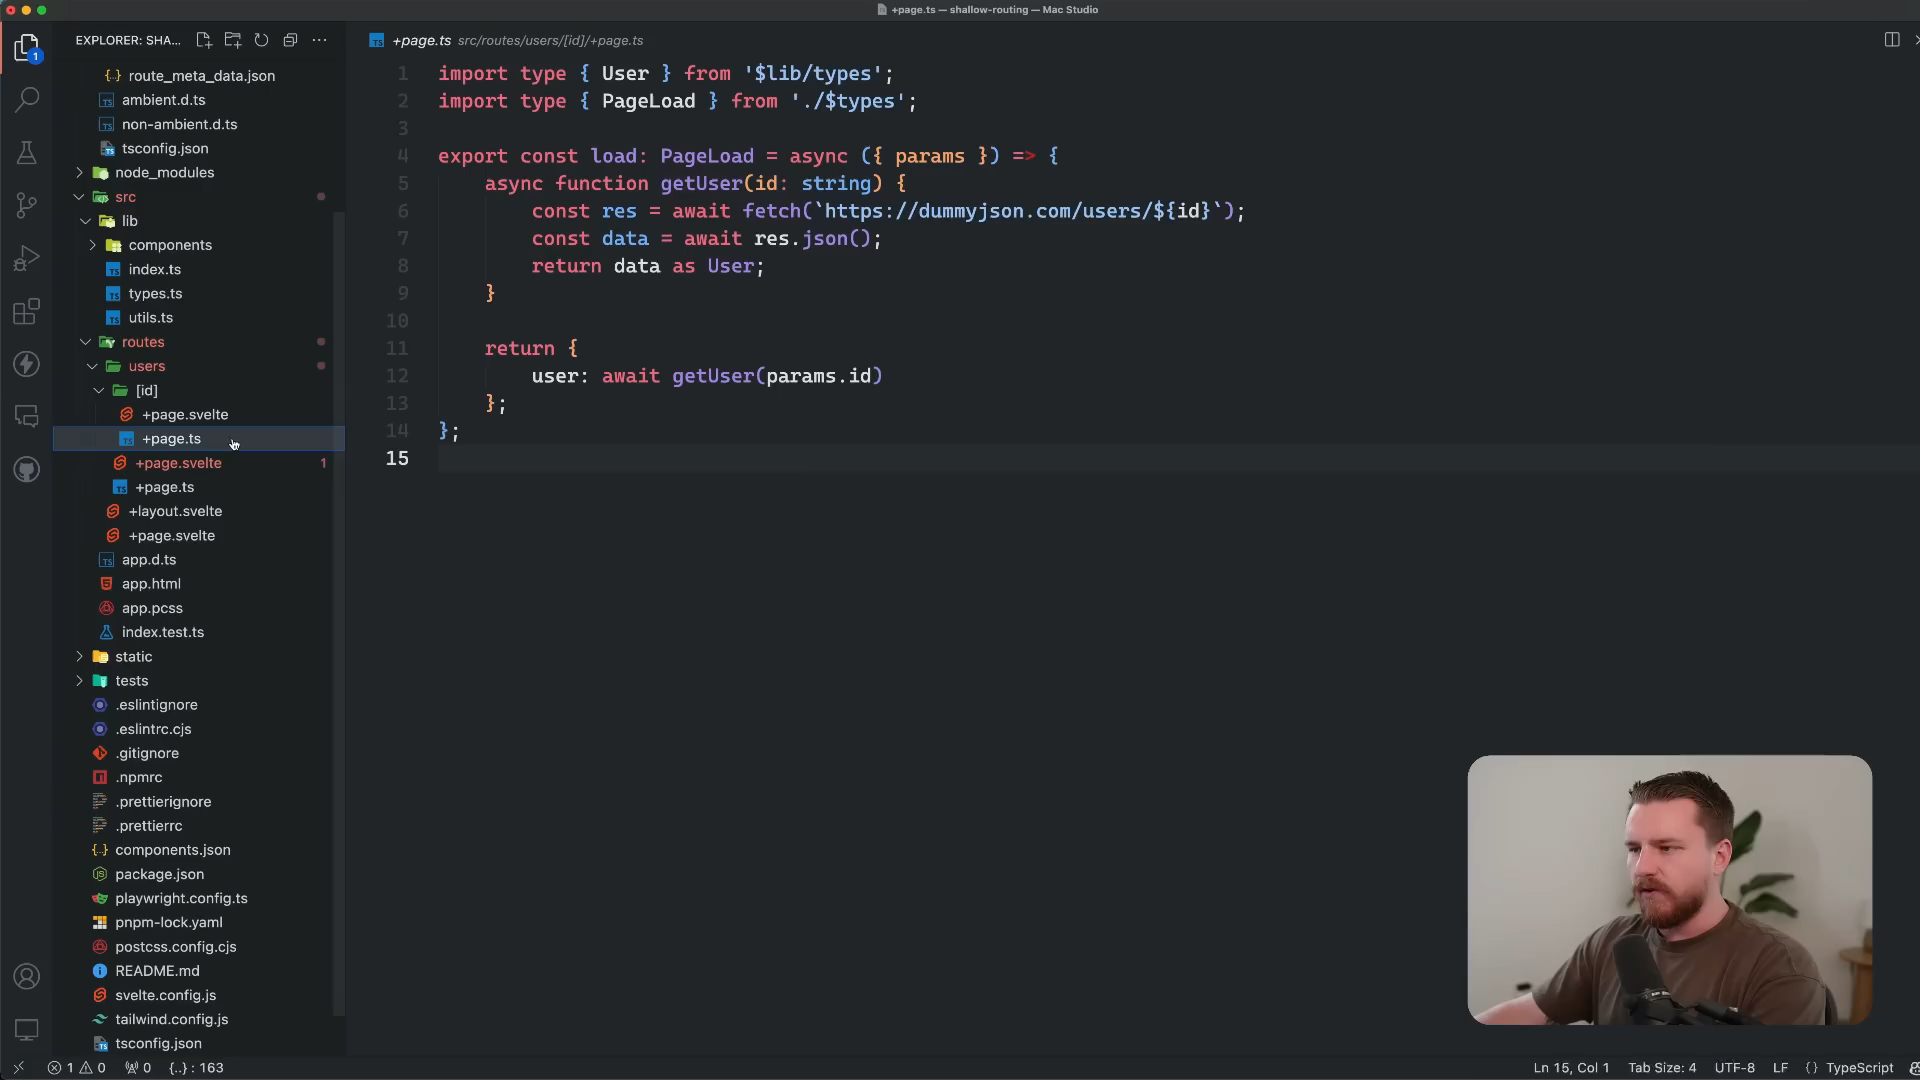 +page.ts — shallow-routing — Mac Studio
EXPLORER: SHA...
+page.ts src/routes/users/[id]/+page.ts
1
route_meta_data.json
ambient.d.ts
non-ambient.d.ts
tsconfig.json
node_modules
src
lib
components
index.ts
types.ts
utils.ts
routes
users
[id]
+page.svelte
+page.ts
+page.svelte 1
+page.ts
+layout.svelte
+page.svelte
app.d.ts
app.html
app.pcss
index.test.ts
static
tests
.eslintignore
.eslintrc.cjs
.gitignore
.npmrc
.prettierignore
.prettierrc
components.json
package.json
playwright.config.ts
pnpm-lock.yaml
postcss.config.cjs
README.md
svelte.config.js
tailwind.config.js
tsconfig.json
1 import type { User } from '$lib/types';
2 import type { PageLoad } from './$types';
3
4 export const load: PageLoad = async ({ params }) => {
5 async function getUser(id: string) {
6 const res = await fetch(`https://dummyjson.com/users/${id}`);
7 const data = await res.json();
8 return data as User;
9 }
10
11 return {
12 user: await getUser(params.id)
13 };
14 };
15
1 0 0 {..} : 163 Ln 15, Col 1 Tab Size: 4 UTF-8 LF {} TypeScript